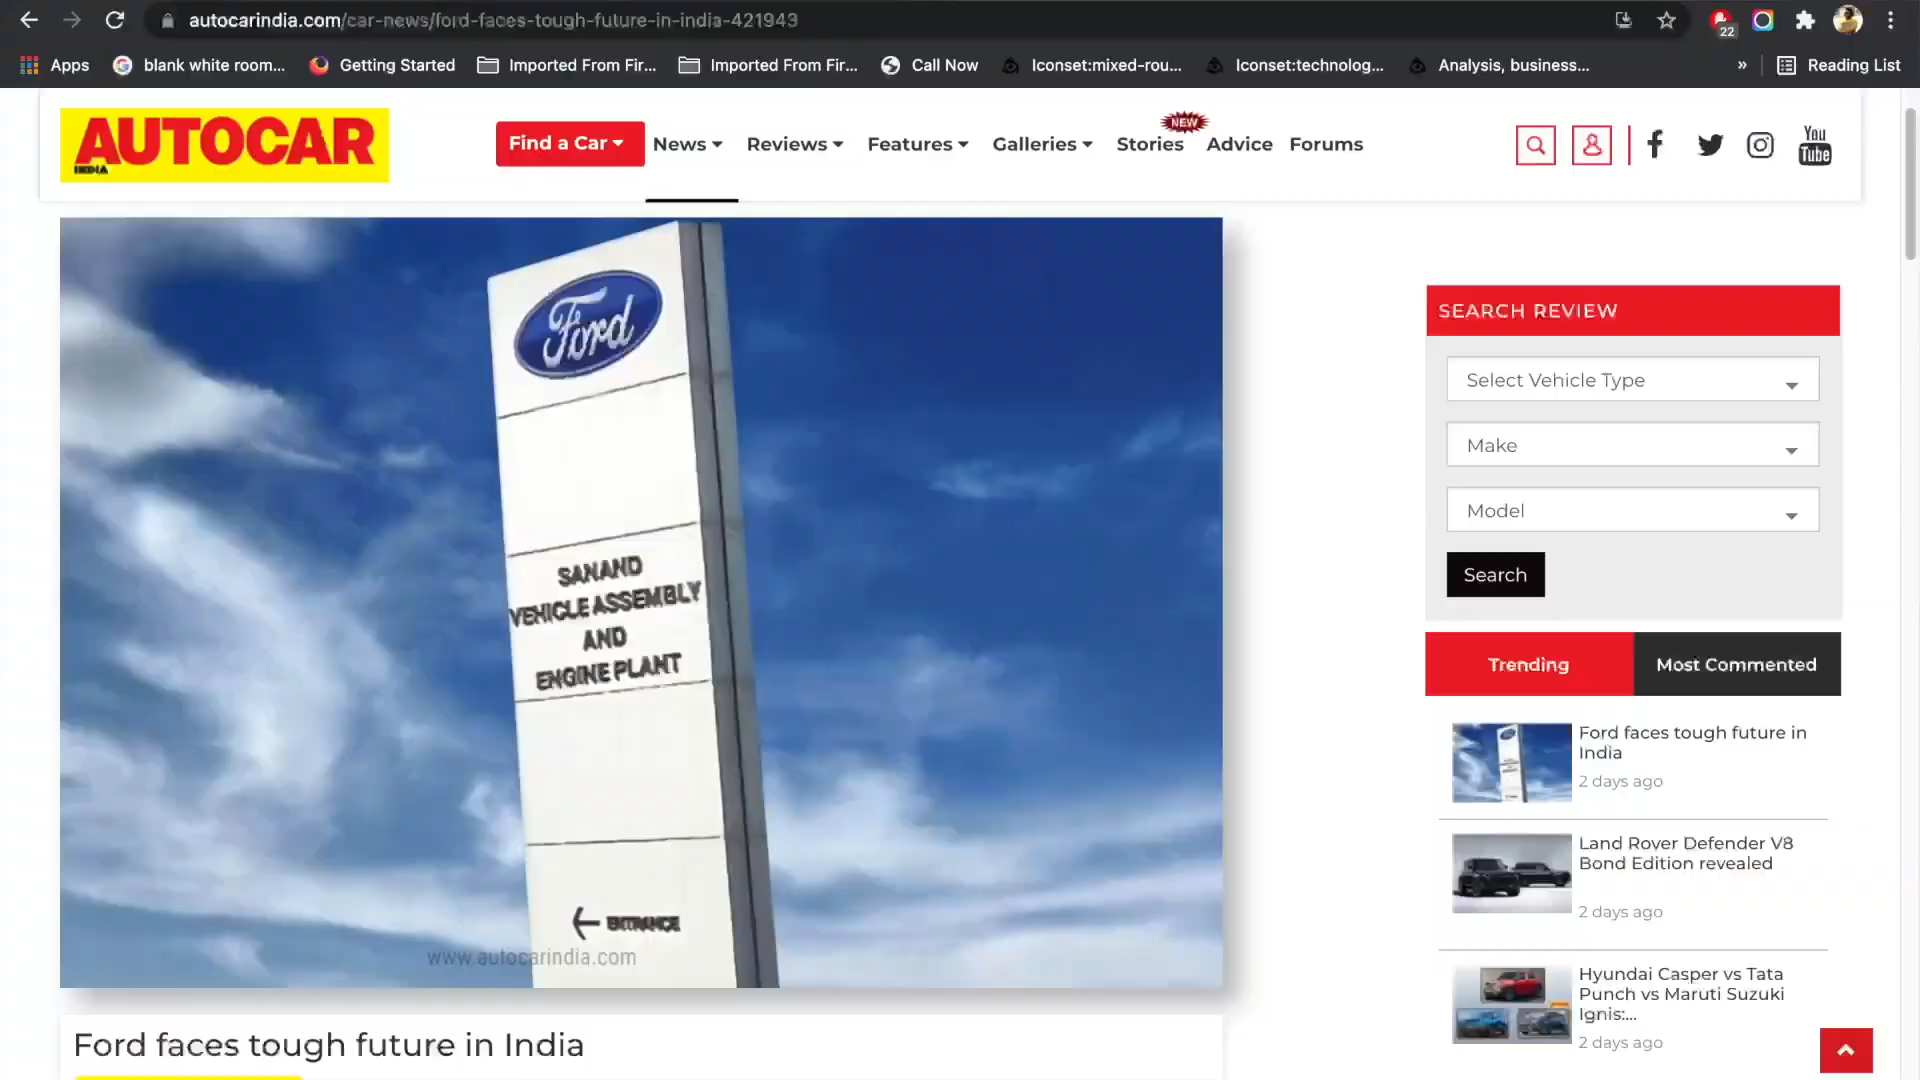 autocarindia.com/car-news/ford-faces-tough-future-in-india-421943
22
Apps
blank white room...
Getting Started
Imported From Fir...
Imported From Fir...
Call Now
Iconset:mixed-rou...
Iconset:technolog...
Analysis, business...
»
Reading List
AUTOCAR
INDIA
Find a Car
News
Reviews
Features
Galleries
Stories
NEW
Advice
Forums
You
Tube
Ford
SANAND
VEHICLE ASSEMBLY
AND
ENGINE PLANT
ENTRANCE
www.autocarindia.com
Ford faces tough future in India
SEARCH REVIEW
Select Vehicle Type
Make
Model
Search
Trending
Most Commented
Ford faces tough future in
India
2 days ago
Land Rover Defender V8
Bond Edition revealed
2 days ago
Hyundai Casper vs Tata
Punch vs Maruti Suzuki
Ignis:...
2 days ago